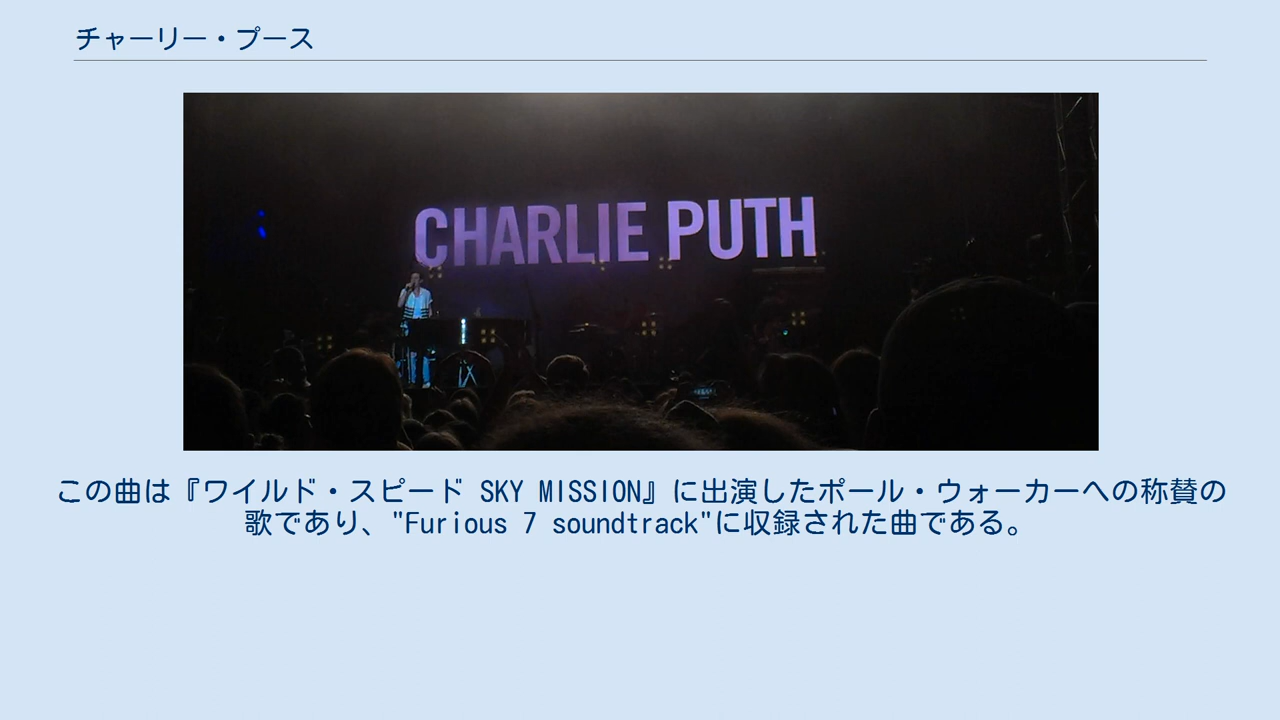 チャーリー・プース
CHARLIE PUTH
この曲は『ワイルド・スピード SKY MISSION』に出演したポール・ウォーカーへの称賛の
歌であり、"Furious 7 soundtrack"に収録された曲である。